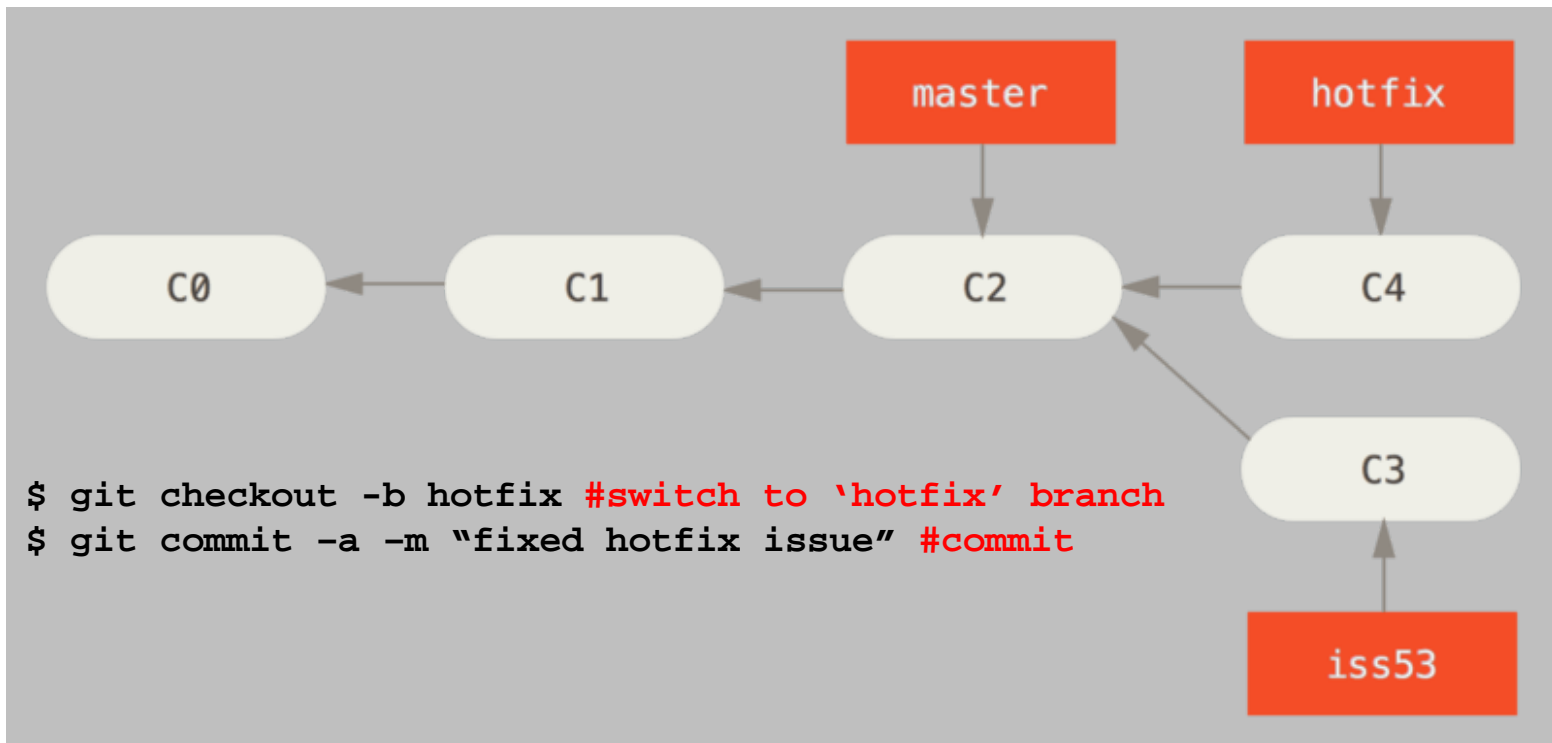 master hotfix
C0 C1 C2 C4
C3
$ git checkout -b hotfix #switch to ‘hotfix’ branch
$ git commit –a –m “fixed hotfix issue” #commit
iss53